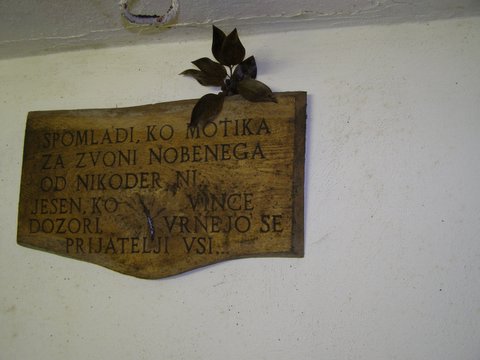 SPOMLADI, KO MOTIKA
ZA ZVONI NOBENEGA
OD NIKODER NI,
JESEN, KO VINCE
DOZORI, VRNEJO SE
PRIJATELJI VSI...